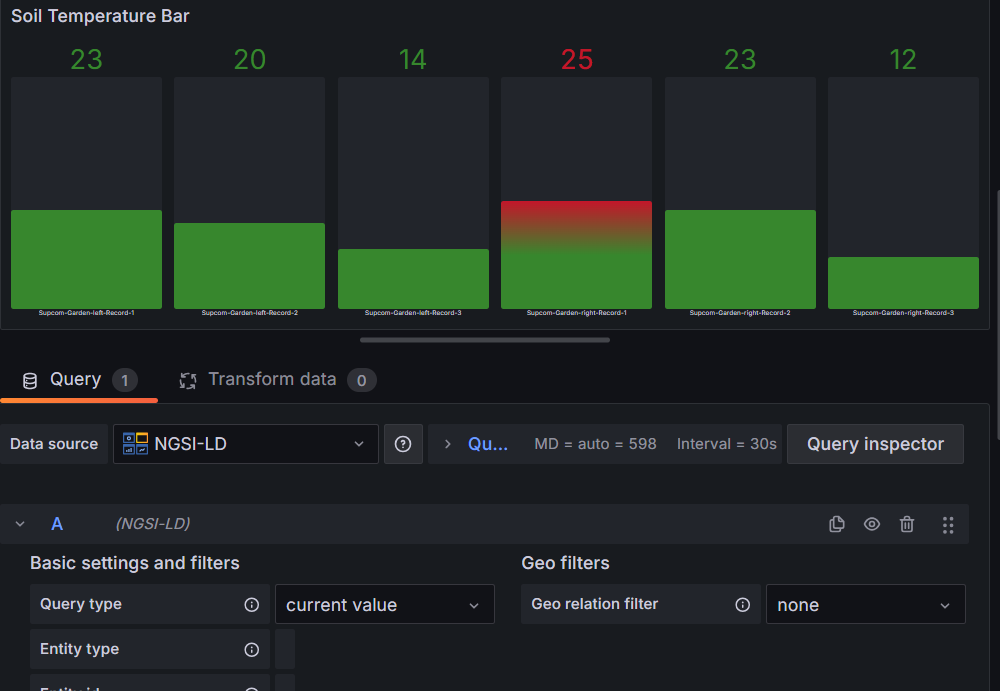 Soil Temperature Bar
23 20 14 25 23 12
Supcom-Garden-left-Record-1 Supcom-Garden-left-Record-2 Supcom-Garden-left-Record-3 Supcom-Garden-right-Record-1 Supcom-Garden-right-Record-2 Supcom-Garden-right-Record-3
Query 1 Transform data 0
Data source NGSI-LD Qu... MD = auto = 598 Interval = 30s Query inspector
A (NGSI-LD)
Basic settings and filters Geo filters
Query type current value Geo relation filter none
Entity type